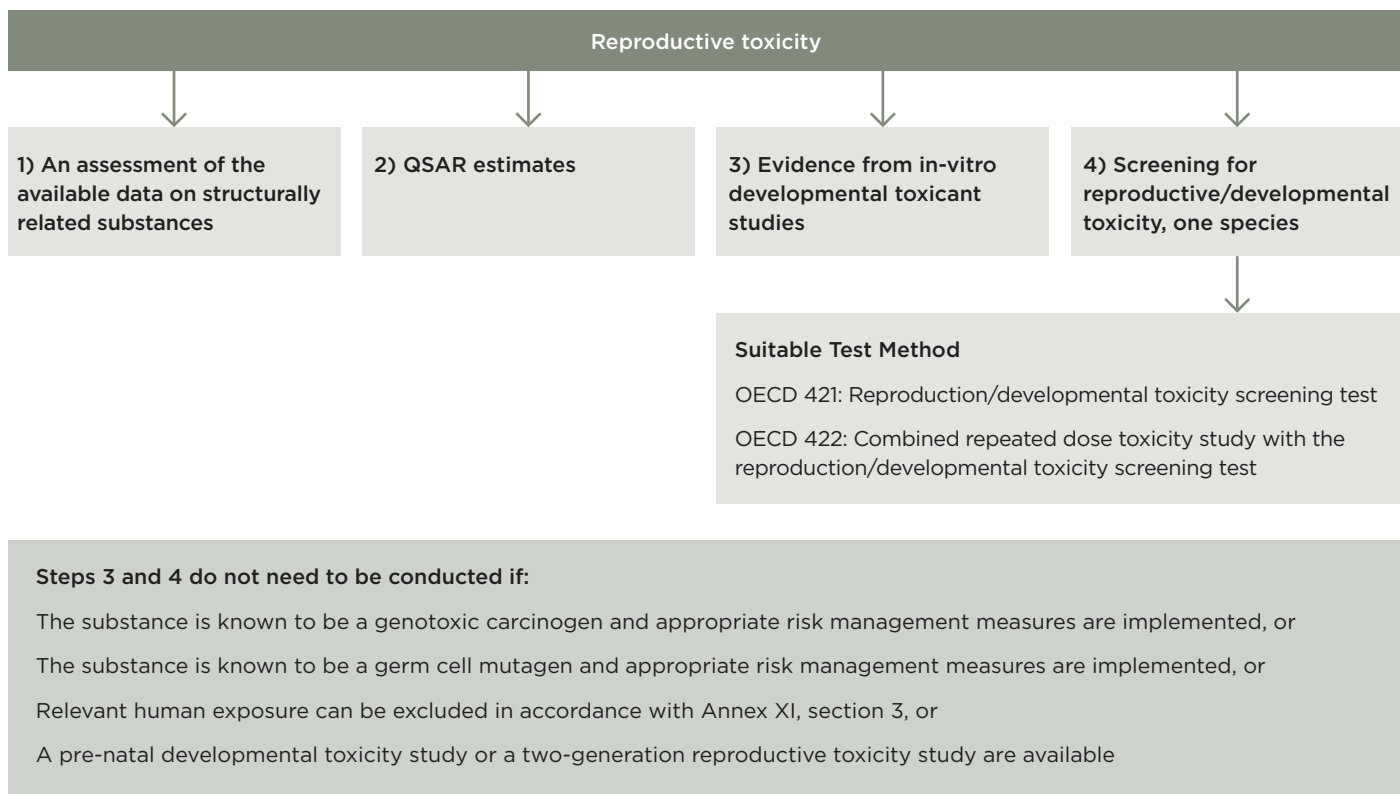 Reproductive toxicity
1) An assessment of the
available data on structurally
related substances
2) QSAR estimates
3) Evidence from in-vitro
developmental toxicant
studies
4) Screening for
reproductive/developmental
toxicity, one species
Suitable Test Method
OECD 421: Reproduction/developmental toxicity screening test
OECD 422: Combined repeated dose toxicity study with the
reproduction/developmental toxicity screening test
Steps 3 and 4 do not need to be conducted if:
The substance is known to be a genotoxic carcinogen and appropriate risk management measures are implemented, or
The substance is known to be a germ cell mutagen and appropriate risk management measures are implemented, or
Relevant human exposure can be excluded in accordance with Annex XI, section 3, or
A pre-natal developmental toxicity study or a two-generation reproductive toxicity study are available